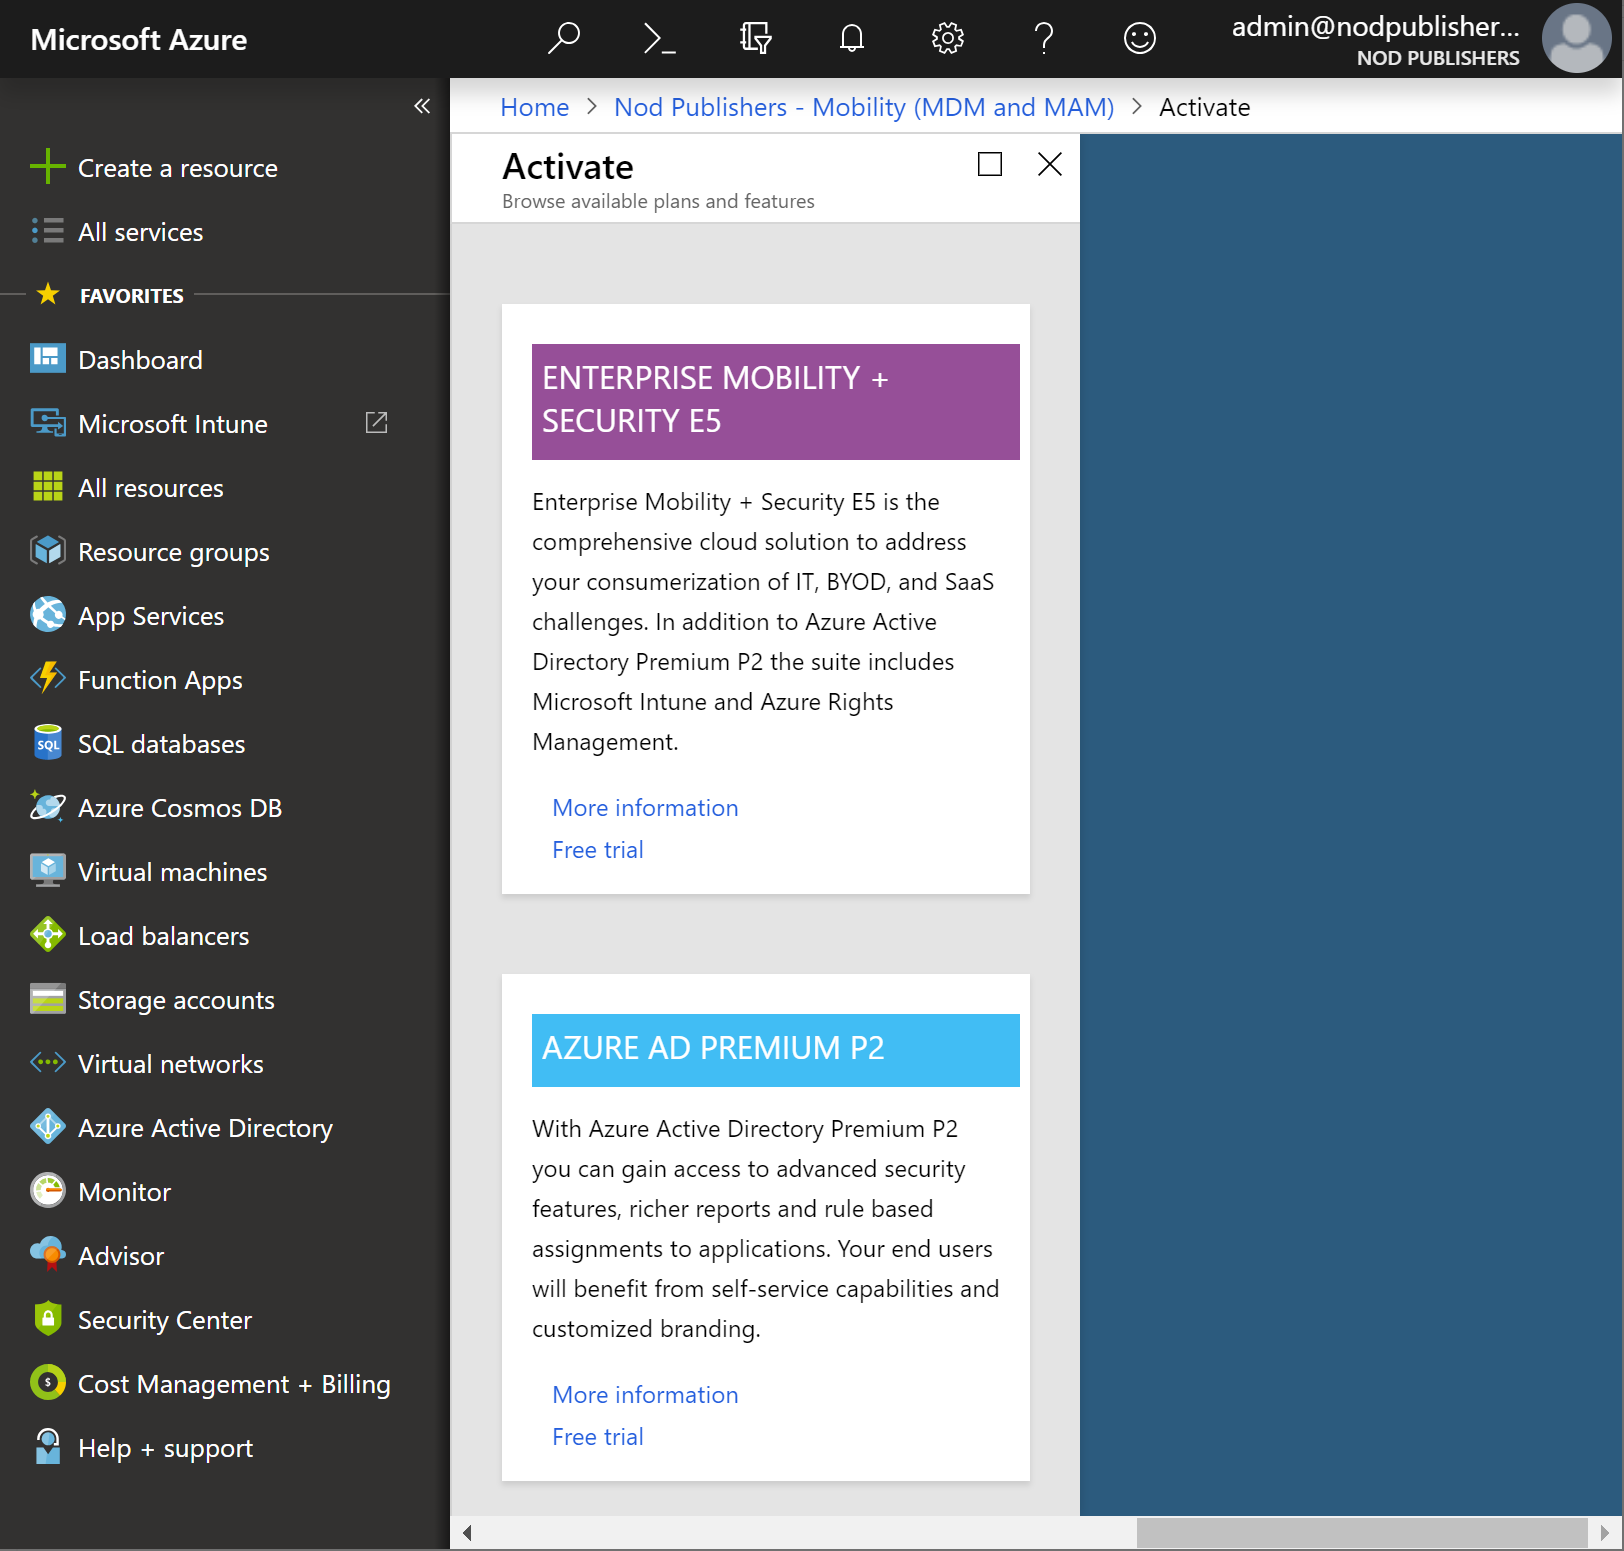 Microsoft Azure
admin@nodpublisher...
NOD PUBLISHERS
Home > Nod Publishers - Mobility (MDM and MAM) > Activate
Create a resource
All services
FAVORITES
Dashboard
Microsoft Intune
All resources
Resource groups
App Services
Function Apps
SQL
SQL databases
Azure Cosmos DB
Virtual machines
Load balancers
Storage accounts
Virtual networks
Azure Active Directory
Monitor
Advisor
Security Center
Cost Management + Billing
Help + support
Activate
Browse available plans and features
ENTERPRISE MOBILITY +
SECURITY E5
Enterprise Mobility + Security E5 is the
comprehensive cloud solution to address
your consumerization of IT, BYOD, and SaaS
challenges. In addition to Azure Active
Directory Premium P2 the suite includes
Microsoft Intune and Azure Rights
Management.
More information
Free trial
AZURE AD PREMIUM P2
With Azure Active Directory Premium P2
you can gain access to advanced security
features, richer reports and rule based
assignments to applications. Your end users
will benefit from self-service capabilities and
customized branding.
More information
Free trial